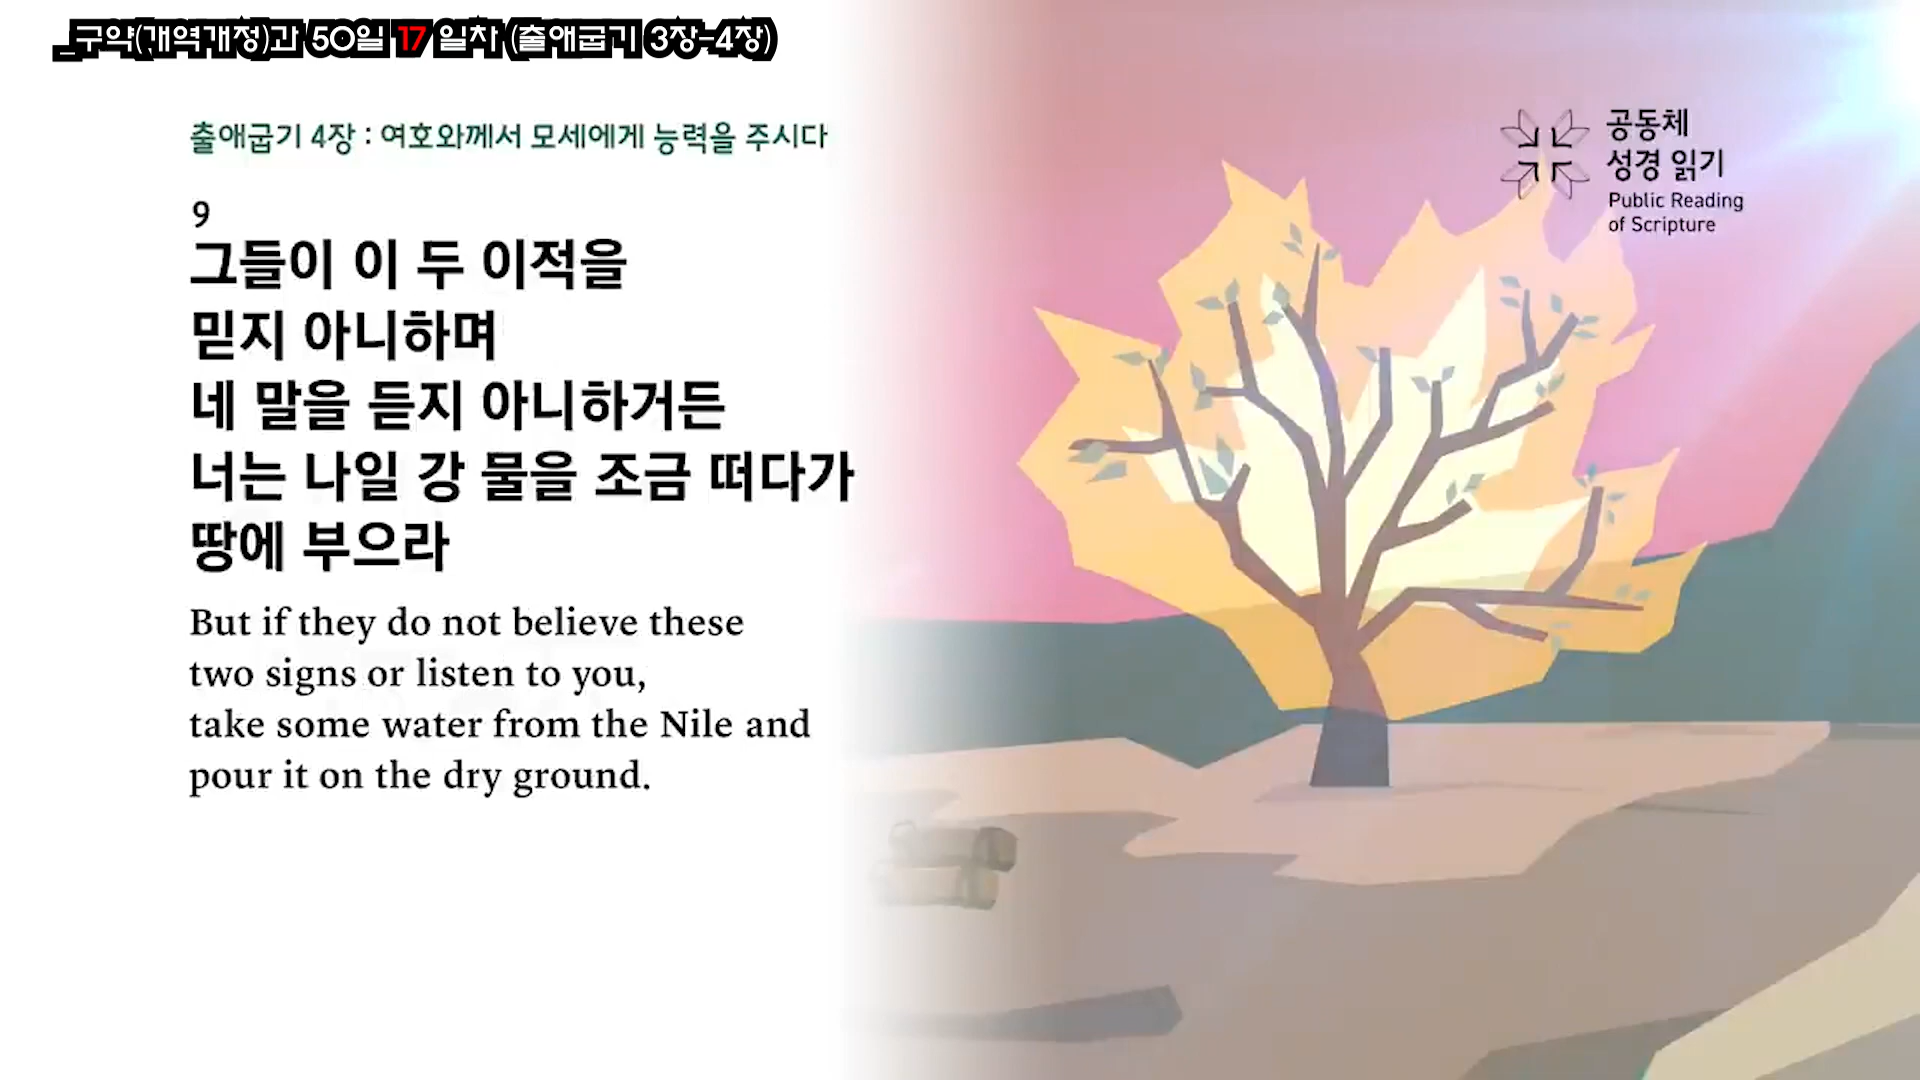 _구약(개역개정)과 50일 17 일차 (출애굽기 3장-4장)
출애굽기 4장 : 여호와께서 모세에게 능력을 주시다
9
그들이 이 두 이적을
믿지 아니하며
네 말을 듣지 아니하거든
너는 나일 강 물을 조금 떠다가
땅에 부으라
But if they do not believe these
two signs or listen to you,
take some water from the Nile and
pour it on the dry ground.
공동체
성경 읽기
Public Reading
of Scripture